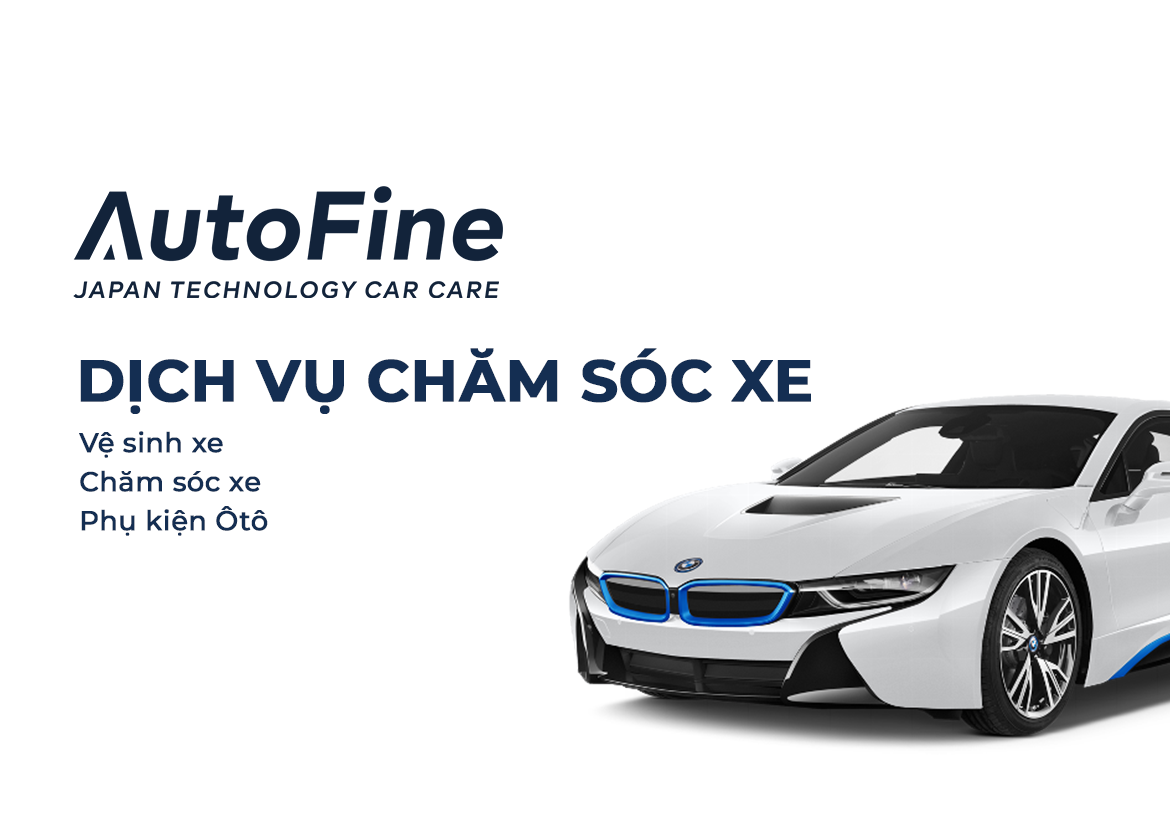 AutoFine
JAPAN TECHNOLOGY CAR CARE
DỊCH VỤ CHĂM SÓC XE
Vệ sinh xe
Chăm sóc xe
Phụ kiện Ôtô